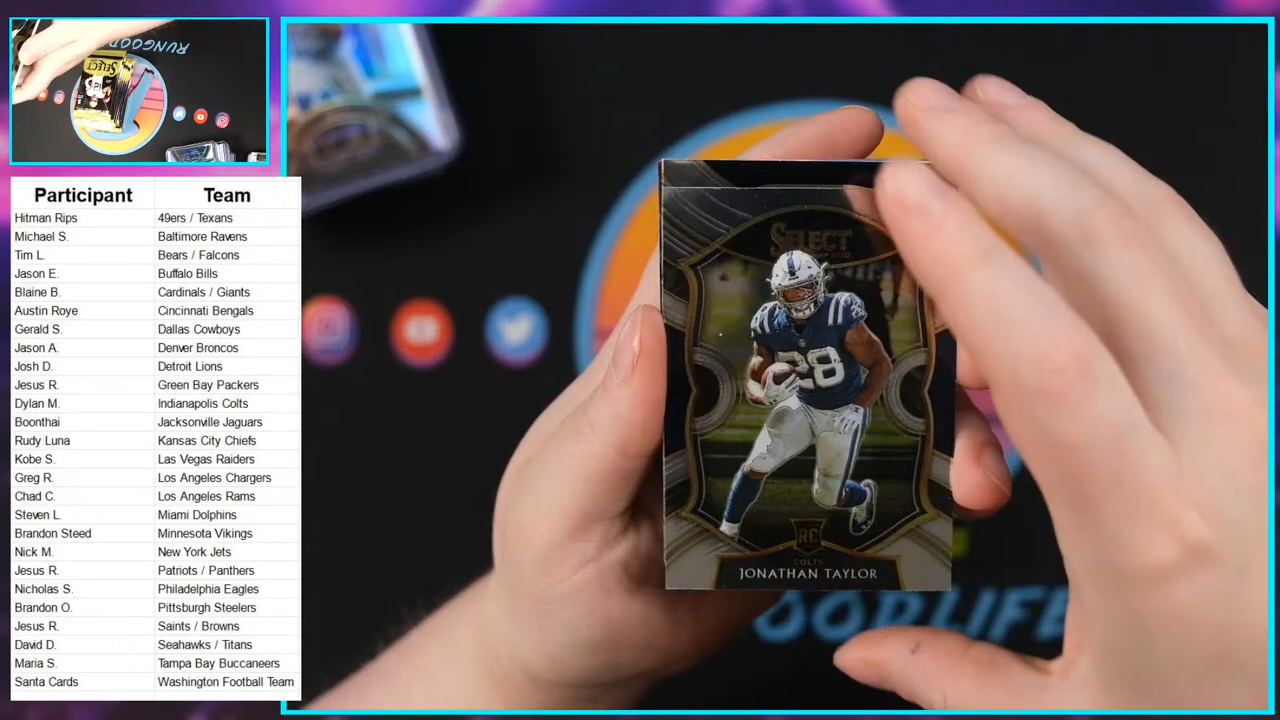 RUNGOOD
SELECT
Participant Team
Hitman Rips 49ers / Texans
Michael S. Baltimore Ravens
Tim L. Bears / Falcons
Jason E. Buffalo Bills
Blaine B. Cardinals / Giants
Austin Roye Cincinnati Bengals
Gerald S. Dallas Cowboys
Jason A. Denver Broncos
Josh D. Detroit Lions
Jesus R. Green Bay Packers
Dylan M. Indianapolis Colts
Boonthai Jacksonville Jaguars
Rudy Luna Kansas City Chiefs
Kobe S. Las Vegas Raiders
Greg R. Los Angeles Chargers
Chad C. Los Angeles Rams
Steven L. Miami Dolphins
Brandon Steed Minnesota Vikings
Nick M. New York Jets
Jesus R. Patriots / Panthers
Nicholas S. Philadelphia Eagles
Brandon O. Pittsburgh Steelers
Jesus R. Saints / Browns
David D. Seahawks / Titans
Maria S. Tampa Bay Buccaneers
Santa Cards Washington Football Team
SELECT
28
RC
COLTS
JONATHAN TAYLOR
OODLIFE